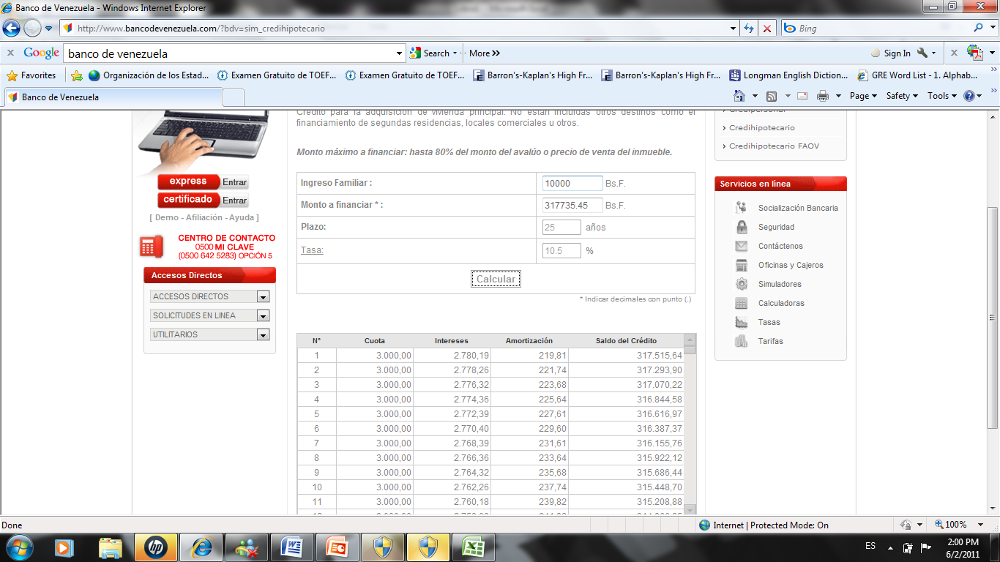 Banco de Venezuela - Windows Internet Explorer
http://www.bancodevenezuela.com/?bdv=sim_credihipotecario
Bing
x Google banco de venezuela Search More »
Sign In
x
Favorites
Organización de los Estad...
Examen Gratuito de TOEF...
Examen Gratuito de TOEF...
Barron's-Kaplan's High Fr...
Barron's-Kaplan's High Fr...
Longman English Diction...
GRE Word List - 1. Alphab...
Banco de Venezuela
Page Safety Tools
express Entrar
certificado Entrar
[ Demo - Afiliación - Ayuda ]
CENTRO DE CONTACTO
0500 MI CLAVE
(0500 642 5283) OPCIÓN 5
Accesos Directos
ACCESOS DIRECTOS
SOLICITUDES EN LINEA
UTILITARIOS
Crédito para la adquisición de vivienda principal. No están incluidas otros destinos como el
financiamiento de segundas residencias, locales comerciales u otros.
Monto máximo a financiar: hasta 80% del monto del avalúo o precio de venta del inmueble.
Ingreso Familiar : 10000 Bs.F.
Monto a financiar * : 317735.45 Bs.F.
Plazo: 25 años
Tasa: 10.5 %
Calcular
* Indicar decimales con punto (.)
N° Cuota Intereses Amortización Saldo del Crédito
1 3.000,00 2.780,19 219,81 317.515,64
2 3.000,00 2.778,26 221,74 317.293,90
3 3.000,00 2.776,32 223,68 317.070,22
4 3.000,00 2.774,36 225,64 316.844,58
5 3.000,00 2.772,39 227,61 316.616,97
6 3.000,00 2.770,40 229,60 316.387,37
7 3.000,00 2.768,39 231,61 316.155,76
8 3.000,00 2.766,36 233,64 315.922,12
9 3.000,00 2.764,32 235,68 315.686,44
10 3.000,00 2.762,26 237,74 315.448,70
11 3.000,00 2.760,18 239,82 315.208,88
Credipersonal
Credihipotecario
Credihipotecario FAOV
Servicios en línea
Socialización Bancaria
Seguridad
Contáctenos
Oficinas y Cajeros
Simuladores
Calculadoras
Tasas
Tarifas
Done
Internet | Protected Mode: On
100%
ES
2:00 PM
6/2/2011